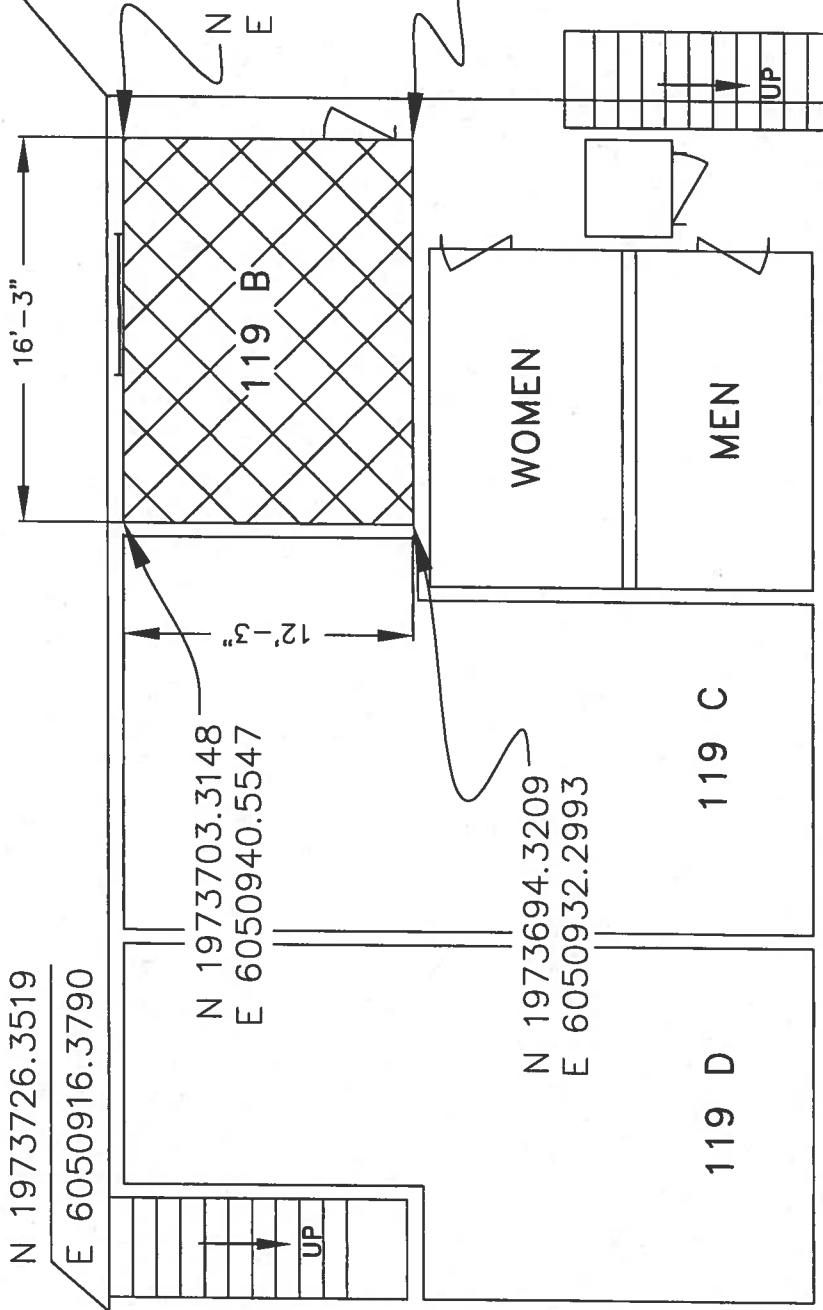 N 1973726.3519
E 6050916.3790
N
E
16'-3"
119 B
12'-3"
N 1973703.3148
E 6050940.5547
N 1973694.3209
E 6050932.2993
WOMEN
MEN
119 C
119 D
UP
UP